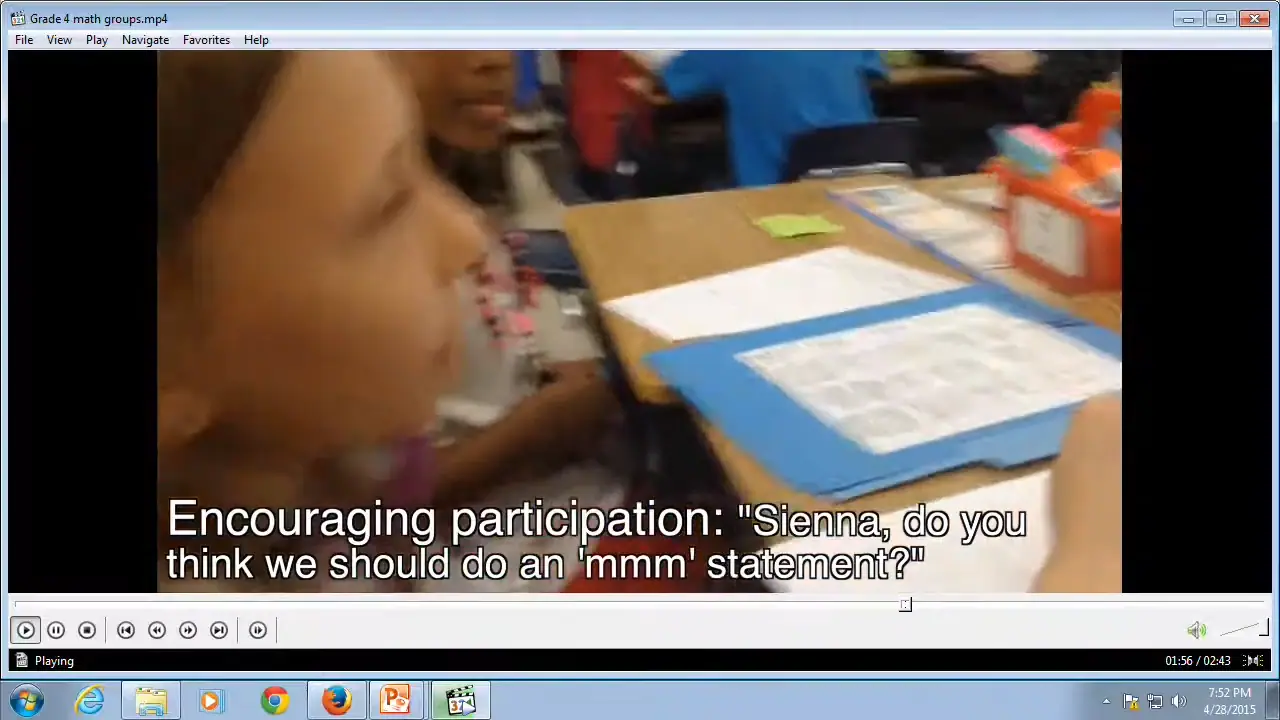 Grade 4 math groups.mp4
File View Play Navigate Favorites Help
Encouraging participation: "Sienna, do you
think we should do an 'mmm' statement?"
Playing
01:56 / 02:43
7:52 PM
4/28/2015